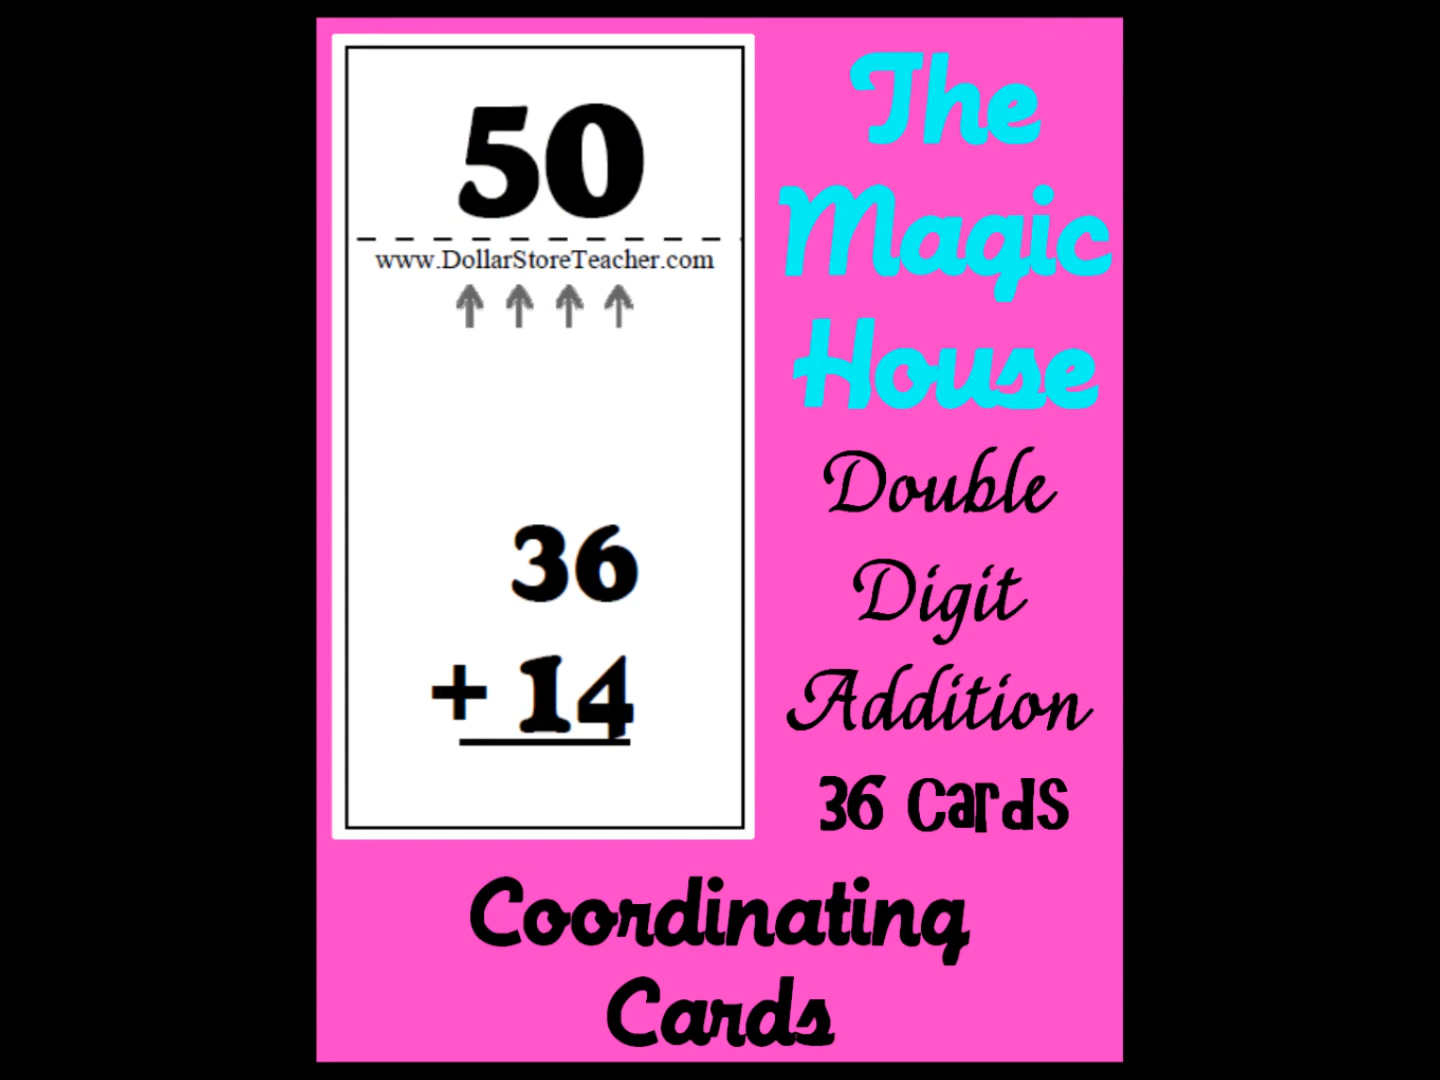 50
www.DollarStoreTeacher.com
36
+ 14
The
Magic
House
Double
Digit
Addition
36 Cards
Coordinating
Cards